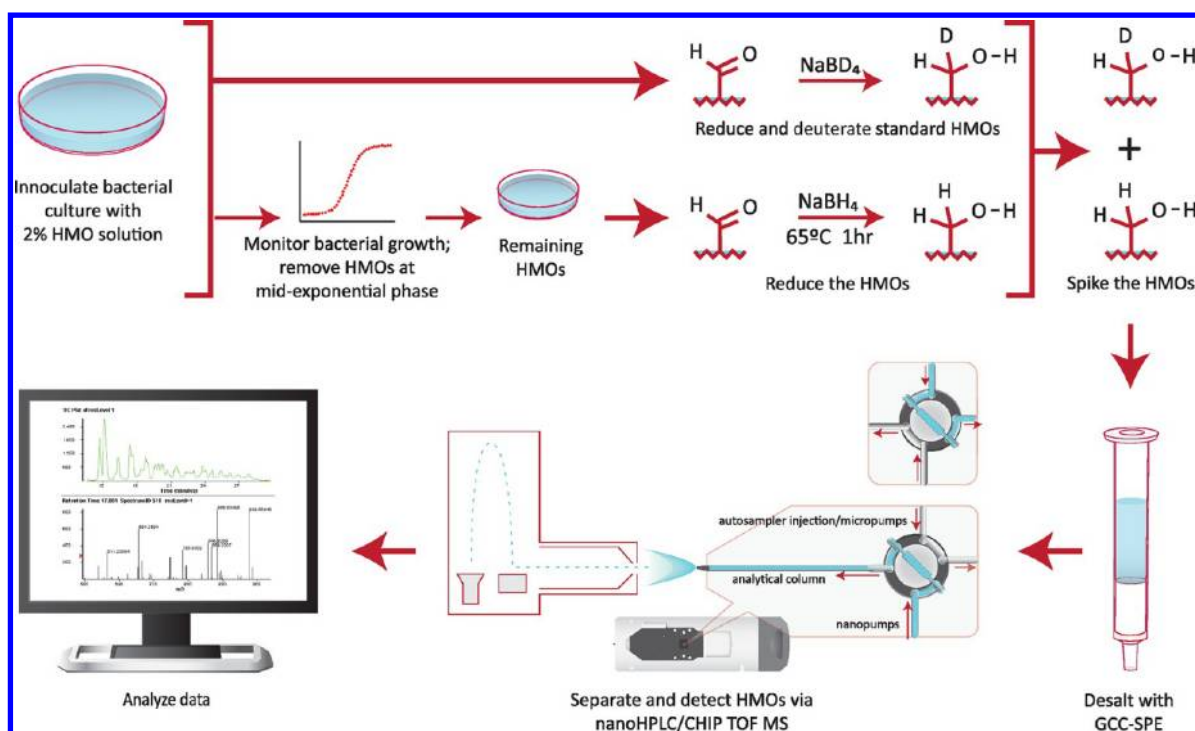 Innoculate bacterial
culture with
2% HMO solution
Monitor bacterial growth;
remove HMOs at
mid-exponential phase
Remaining
HMOs
H
O
NaBD4
D
H
O-H
Reduce and deuterate standard HMOs
H
O
NaBH4
65ºC 1hr
H
H
O-H
Reduce the HMOs
D
H
O-H
+
H
H
O-H
Spike the HMOs
Desalt with
GCC-SPE
autosampler injection/micropumps
analytical column
nanopumps
Separate and detect HMOs via
nanoHPLC/CHIP TOF MS
Analyze data